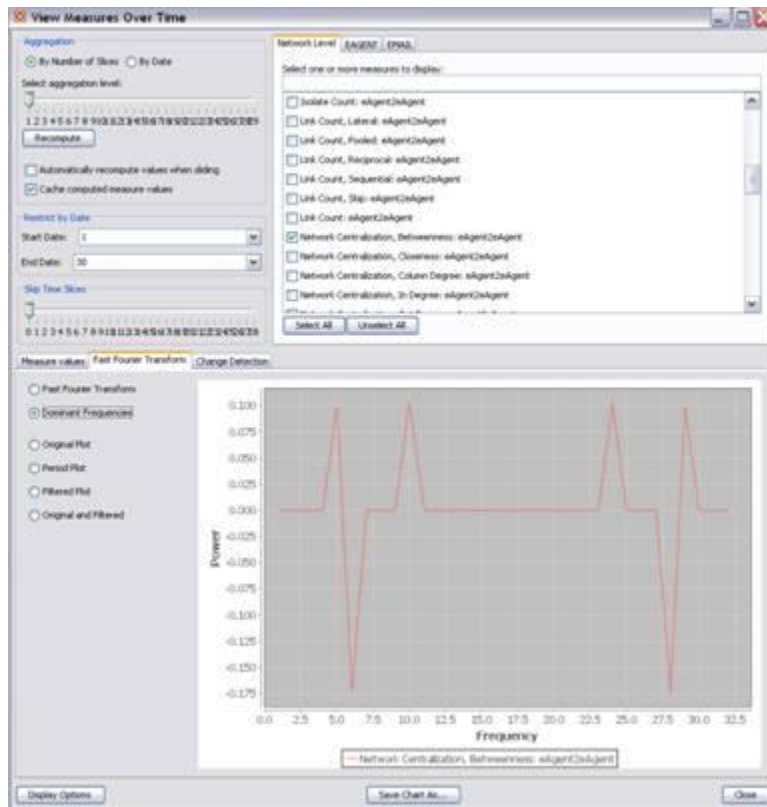 View Measures Over Time
Aggregation
By Number of Slices By Date
Select aggregation level:
Recompute
Automatically recompute values when sliding
Cache computed measure values
Restrict by Date
Start Date: 1
End Date: 30
Skip Time Slices
Network Level EAGENT EMAIL
Select one or more measures to display:
Isolate Count: eAgent2eAgent
Link Count, Lateral: eAgent2eAgent
Link Count, Pooled: eAgent2eAgent
Link Count, Reciprocal: eAgent2eAgent
Link Count, Sequential: eAgent2eAgent
Link Count, Skip: eAgent2eAgent
Link Count: eAgent2eAgent
Network Centralization, Betweenness: eAgent2eAgent
Network Centralization, Closeness: eAgent2eAgent
Network Centralization, Column Degree: eAgent2eAgent
Network Centralization, In Degree: eAgent2eAgent
Select All Unselect All
Measure values Fast Fourier Transform Change Detection
Fast Fourier Transform
Dominant Frequencies
Original Plot
Period Plot
Filtered Plot
Original and Filtered
0.100
0.075
0.050
0.025
0.000
-0.025
-0.050
-0.075
-0.100
-0.125
-0.150
-0.175
Power
0.0 2.5 5.0 7.5 10.0 12.5 15.0 17.5 20.0 22.5 25.0 27.5 30.0 32.5
Frequency
Network Centralization, Betweenness: eAgent2eAgent
Display Options Save Chart As... Close